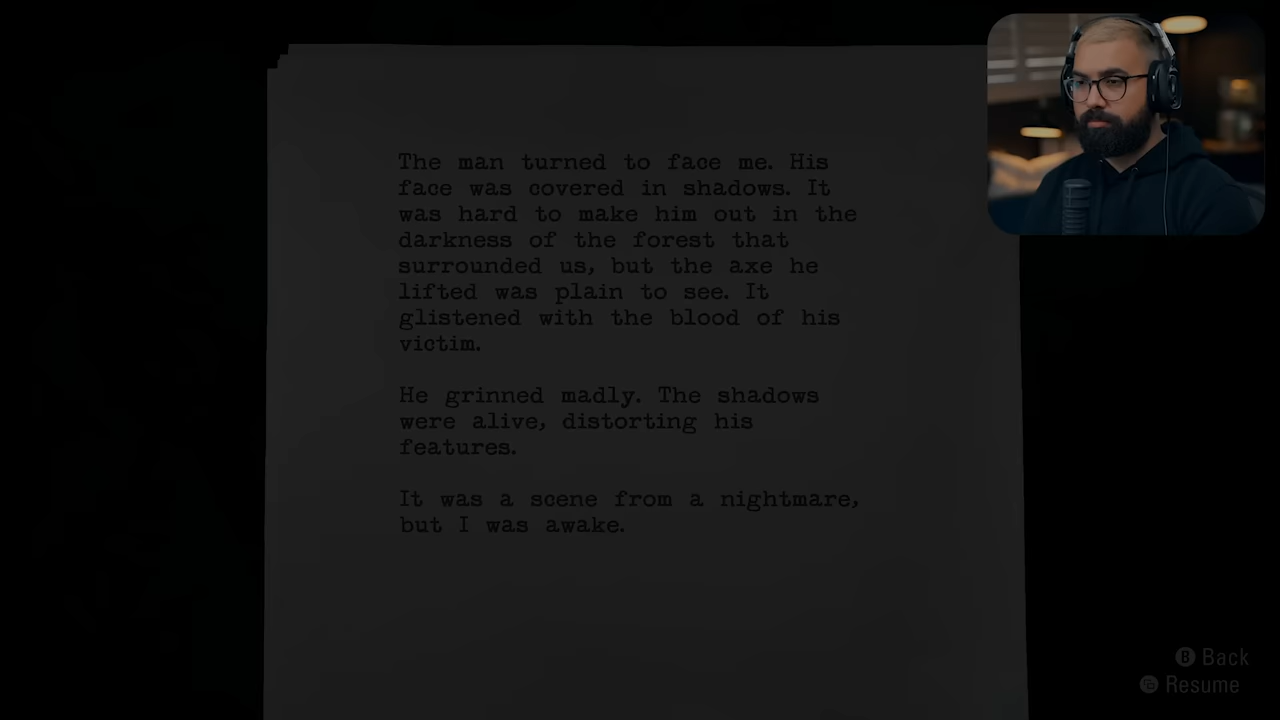 The man turned to face me. His
face was covered in shadows. It
was hard to make him out in the
darkness of the forest that
surrounded us, but the axe he
lifted was plain to see. It
glistened with the blood of his
victim.
He grinned madly. The shadows
were alive, distorting his
features.
It was a scene from a nightmare,
but I was awake.
B Back
Resume